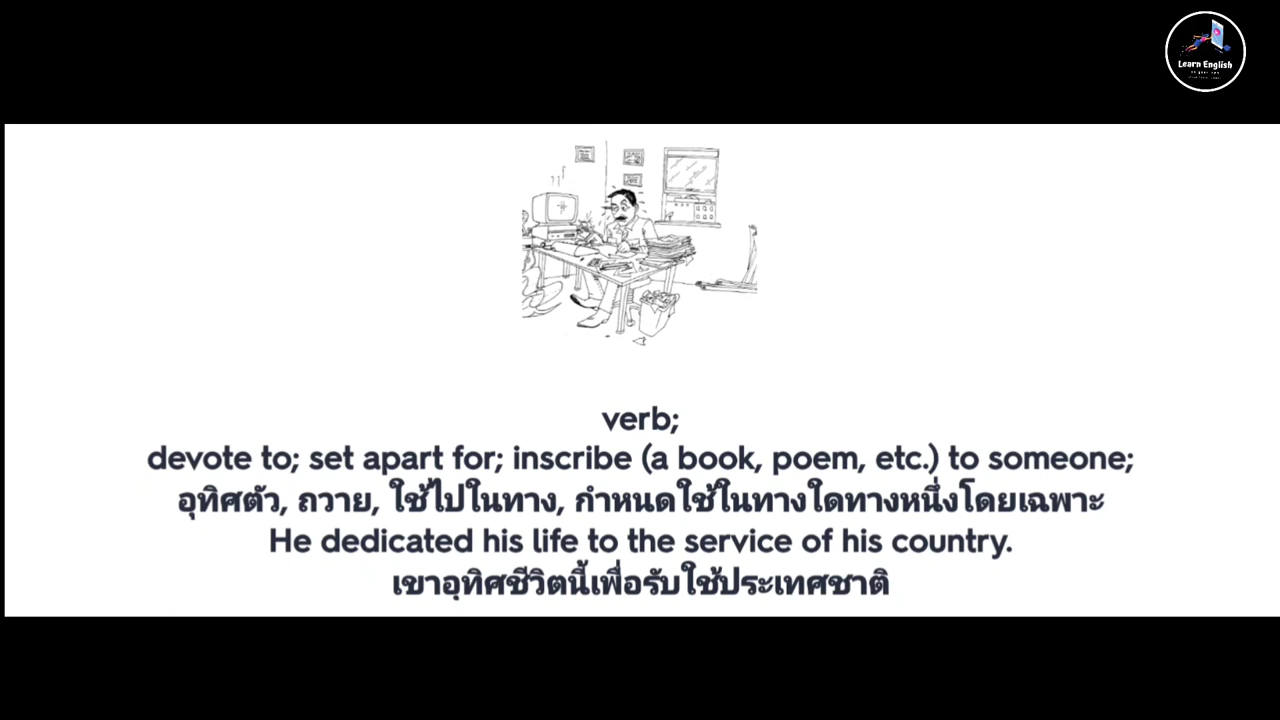 Learn English
verb;
devote to; set apart for; inscribe (a book, poem, etc.) to someone;
อุทิศตัว, ถวาย, ใช้ไปในทาง, กำหนดใช้ในทางใดทางหนึ่งโดยเฉพาะ
He dedicated his life to the service of his country.
เขาอุทิศชีวิตนี้เพื่อรับใช้ประเทศชาติ